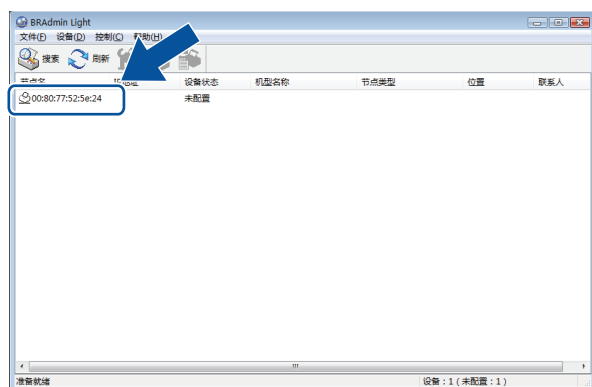 BRAdmin Light
文件(F) 设备(D) 控制(C) 帮助(H)
搜索 刷新
节点名 设备状态 机型名称 节点类型 位置 联系人
00:80:77:52:5e:24 未配置
准备就绪 设备：1 ( 未配置：1 )